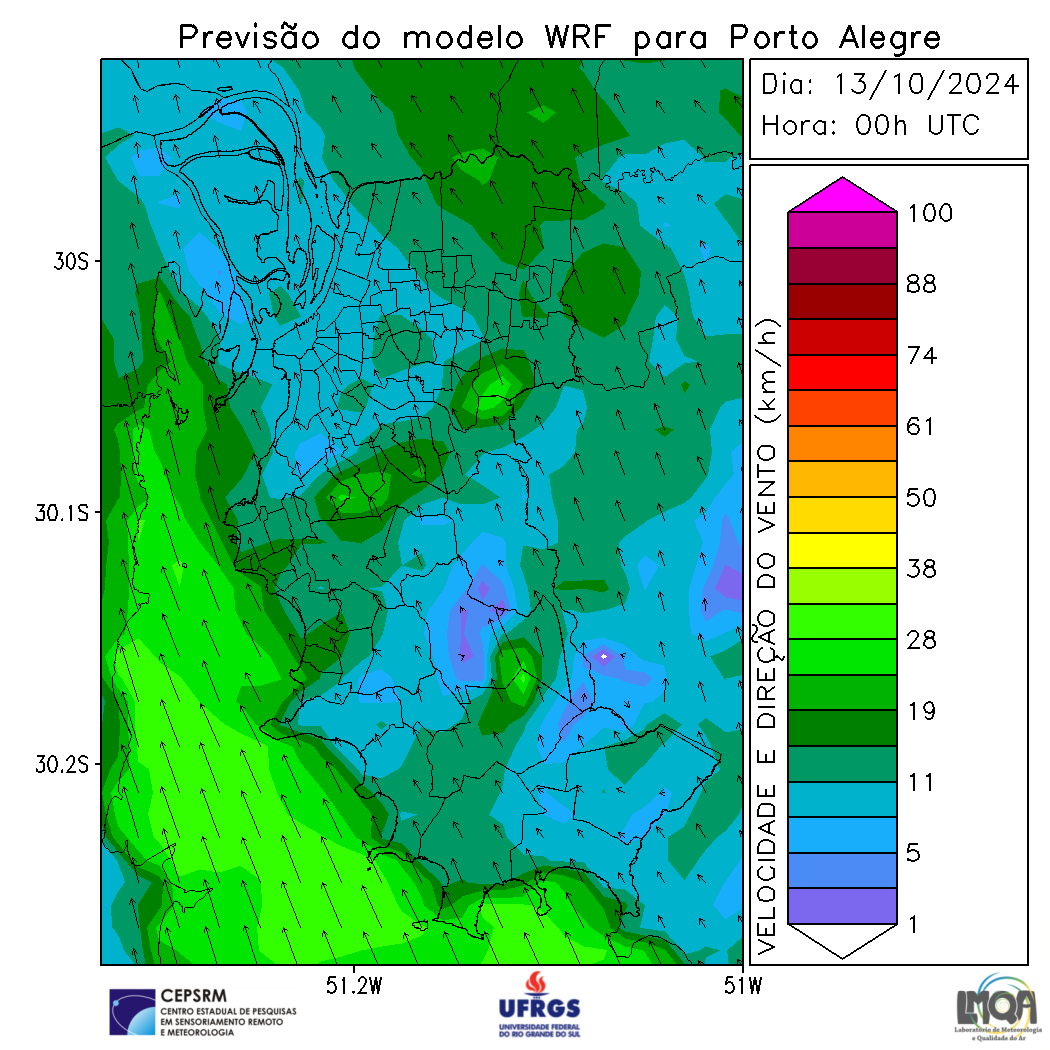 Previsão do modelo WRF para Porto Alegre
Dia: 13/10/2024
Hora: 00h UTC
30S
30.1S
30.2S
51.2W
51W
VELOCIDADE E DIREÇÃO DO VENTO (km/h)
100
88
74
61
50
38
28
19
11
5
1
CEPSRM
CENTRO ESTADUAL DE PESQUISAS
EM SENSORIAMENTO REMOTO
E METEOROLOGIA
UFRGS
UNIVERSIDADE FEDERAL
DO RIO GRANDE DO SUL
LMQA
Laboratório de Meteorologia
e Qualidade do Ar